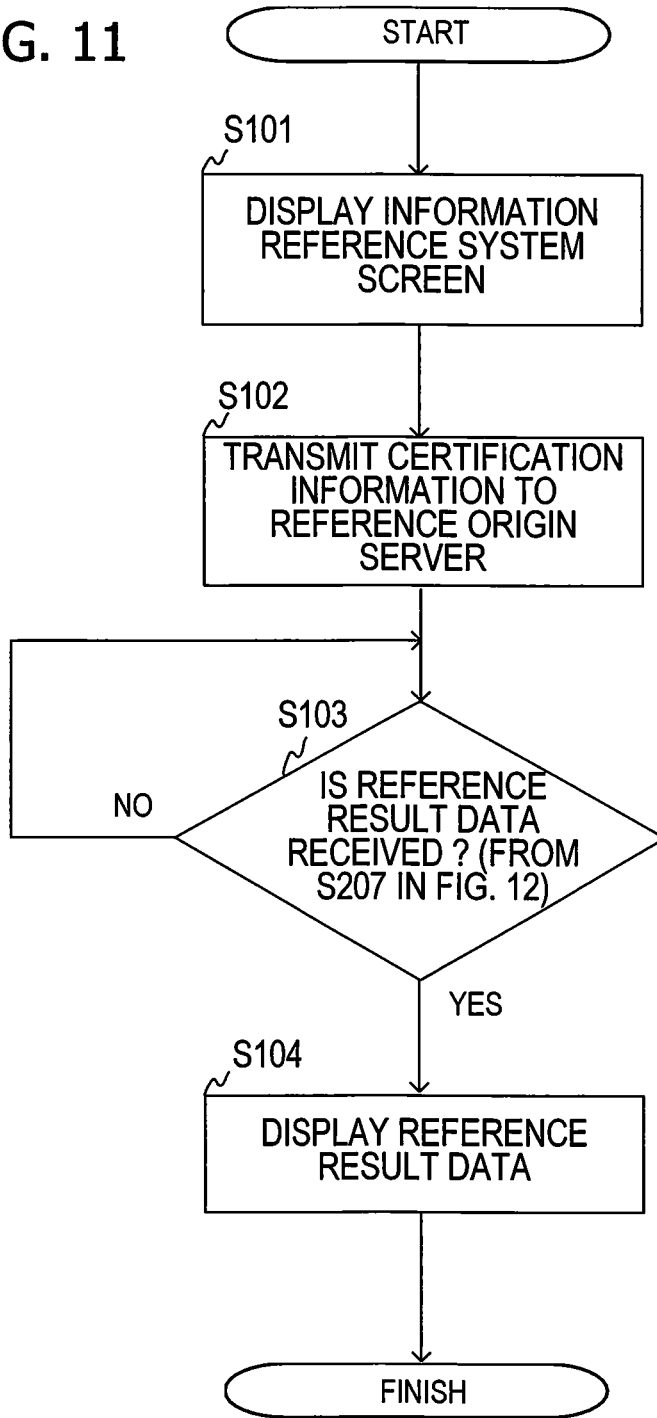 G. 11
START
S101
DISPLAY INFORMATION
REFERENCE SYSTEM
SCREEN
S102
TRANSMIT CERTIFICATION
INFORMATION TO
REFERENCE ORIGIN
SERVER
S103
IS REFERENCE
RESULT DATA
RECEIVED ? (FROM
S207 IN FIG. 12)
NO
YES
S104
DISPLAY REFERENCE
RESULT DATA
FINISH